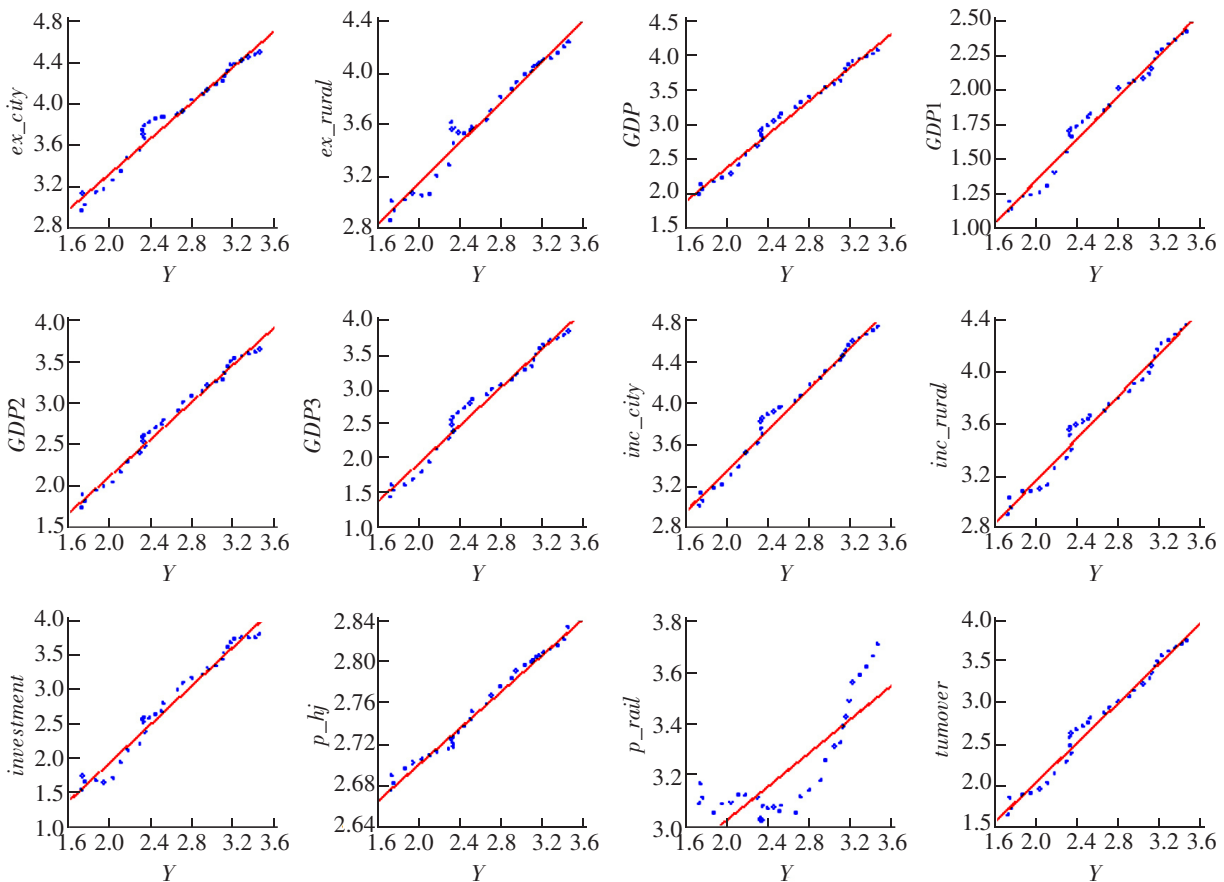 4.8
4.4
4.0
3.6
3.2
2.8
ex_city
1.6 2.0 2.4 2.8 3.2 3.6
Y
4.4
4.0
3.6
3.2
2.8
ex_rural
1.6 2.0 2.4 2.8 3.2 3.6
Y
4.5
4.0
3.5
3.0
2.5
2.0
1.5
GDP
1.6 2.0 2.4 2.8 3.2 3.6
Y
2.50
2.25
2.00
1.75
1.50
1.25
1.00
GDP1
1.6 2.0 2.4 2.8 3.2 3.6
Y
4.0
3.5
3.0
2.5
2.0
1.5
GDP2
1.6 2.0 2.4 2.8 3.2 3.6
Y
4.0
3.5
3.0
2.5
2.0
1.5
1.0
GDP3
1.6 2.0 2.4 2.8 3.2 3.6
Y
4.8
4.4
4.0
3.6
3.2
2.8
inc_city
1.6 2.0 2.4 2.8 3.2 3.6
Y
4.4
4.0
3.6
3.2
2.8
inc_rural
1.6 2.0 2.4 2.8 3.2 3.6
Y
4.0
3.5
3.0
2.5
2.0
1.5
1.0
investment
1.6 2.0 2.4 2.8 3.2 3.6
Y
2.84
2.80
2.76
2.72
2.68
2.64
p_hj
1.6 2.0 2.4 2.8 3.2 3.6
Y
3.8
3.6
3.4
3.2
3.0
p_rail
1.6 2.0 2.4 2.8 3.2 3.6
Y
4.0
3.5
3.0
2.5
2.0
1.5
tumover
1.6 2.0 2.4 2.8 3.2 3.6
Y